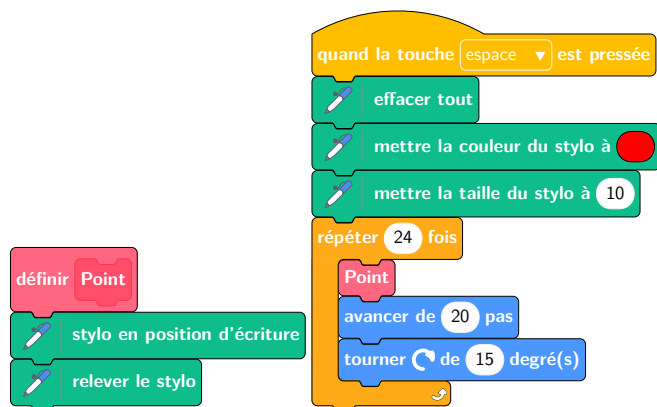 définir Point
stylo en position d'écriture
relever le stylo
quand la touche espace est pressée
effacer tout
mettre la couleur du stylo à
mettre la taille du stylo à 10
répéter 24 fois
Point
avancer de 20 pas
tourner de 15 degré(s)